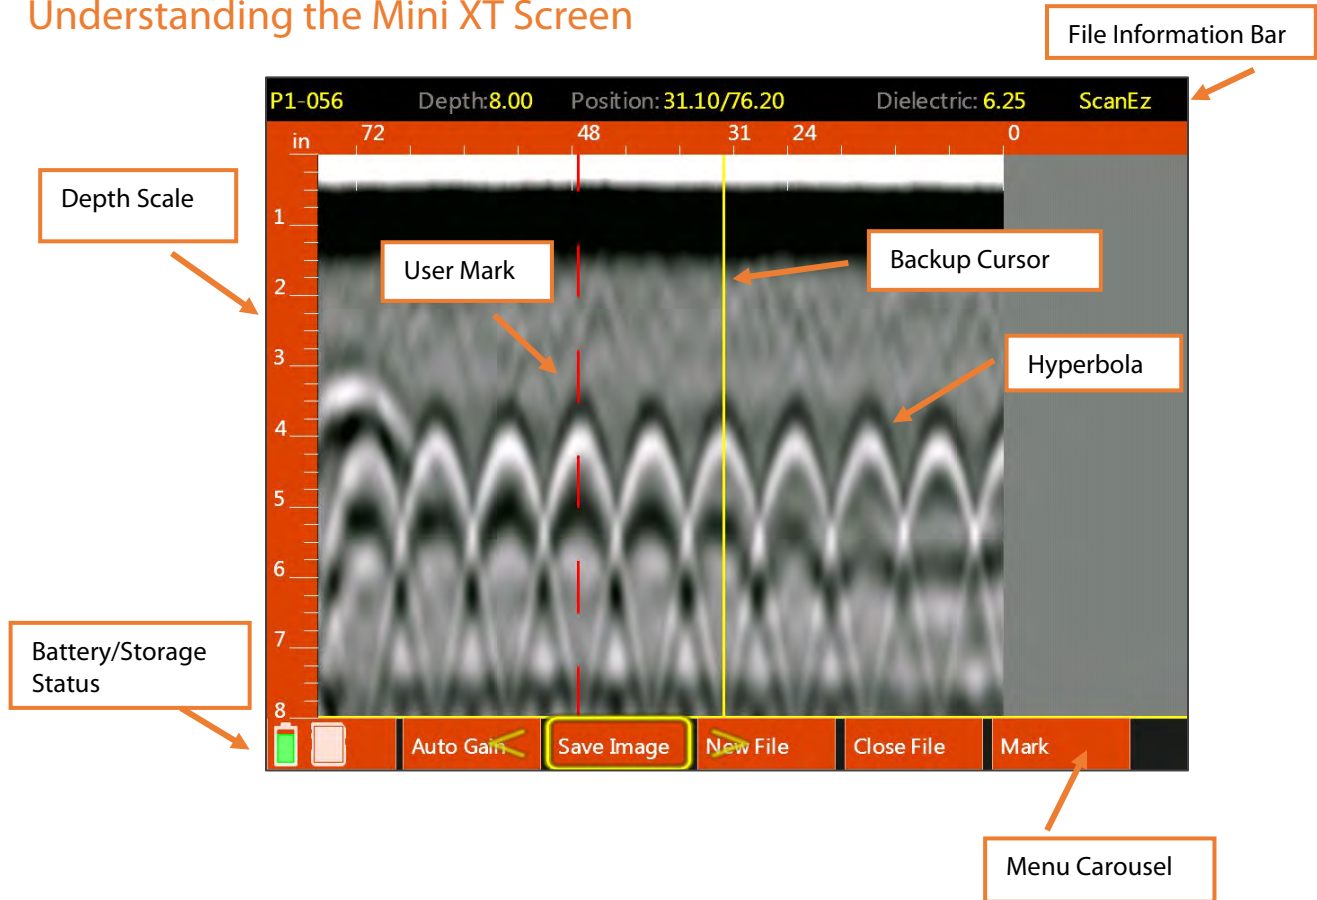 Understanding the Mini XT Screen
File Information Bar
P1-056 Depth:8.00 Position:31.10/76.20 Dielectric: 6.25 ScanEz
in 72 48 31 24 0
Depth Scale
1
User Mark
Backup Cursor
2
3
Hyperbola
4
5
6
7
Battery/Storage
Status
8
Auto Gain < Save Image New > File Close File Mark
Menu Carousel